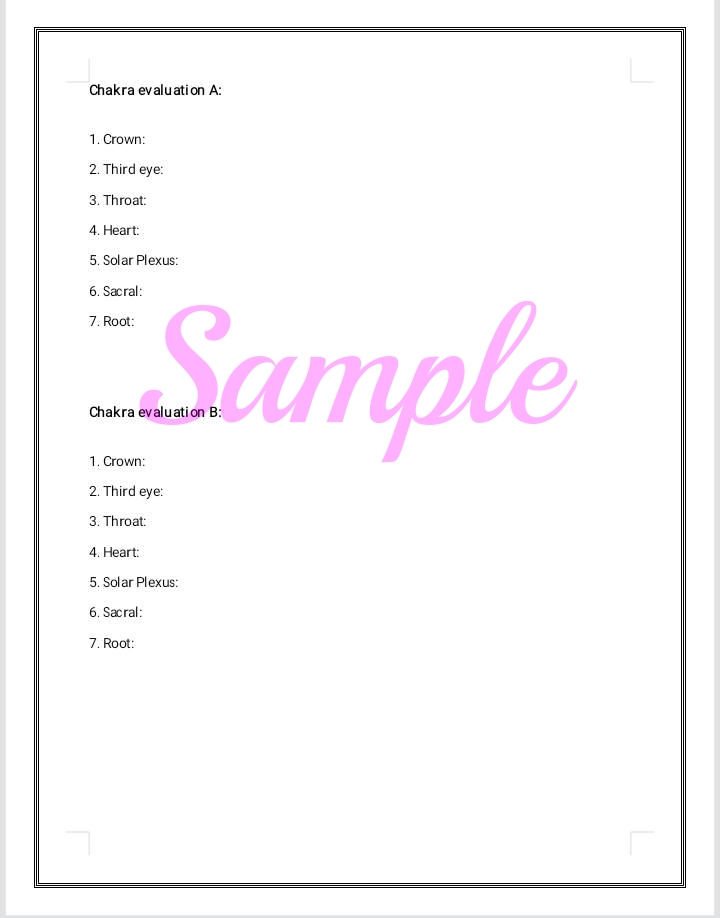 Chakra evaluation A:
1. Crown:
2. Third eye:
3. Throat:
4. Heart:
5. Solar Plexus:
6. Sacral:
7. Root:
Sample
Chakra evaluation B:
1. Crown:
2. Third eye:
3. Throat:
4. Heart:
5. Solar Plexus:
6. Sacral:
7. Root: